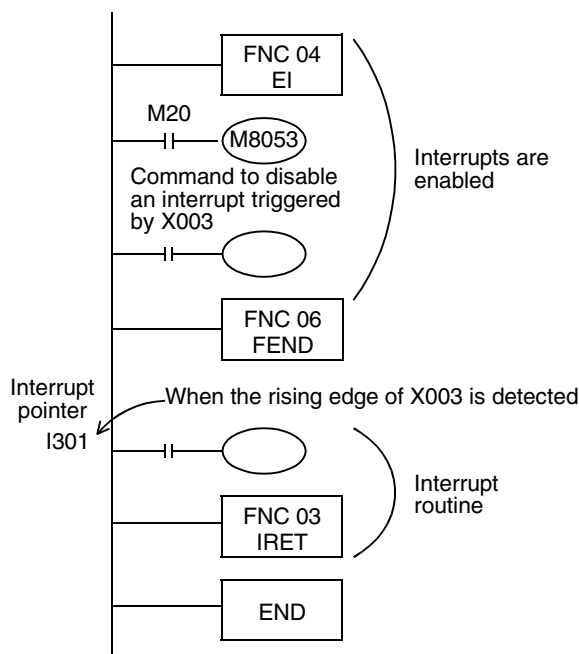 FNC 04
EI
M20
M8053
Command to disable
an interrupt triggered
by X003
Interrupts are
enabled
FNC 06
FEND
Interrupt
pointer
I301
When the rising edge of X003 is detected
Interrupt
routine
FNC 03
IRET
END